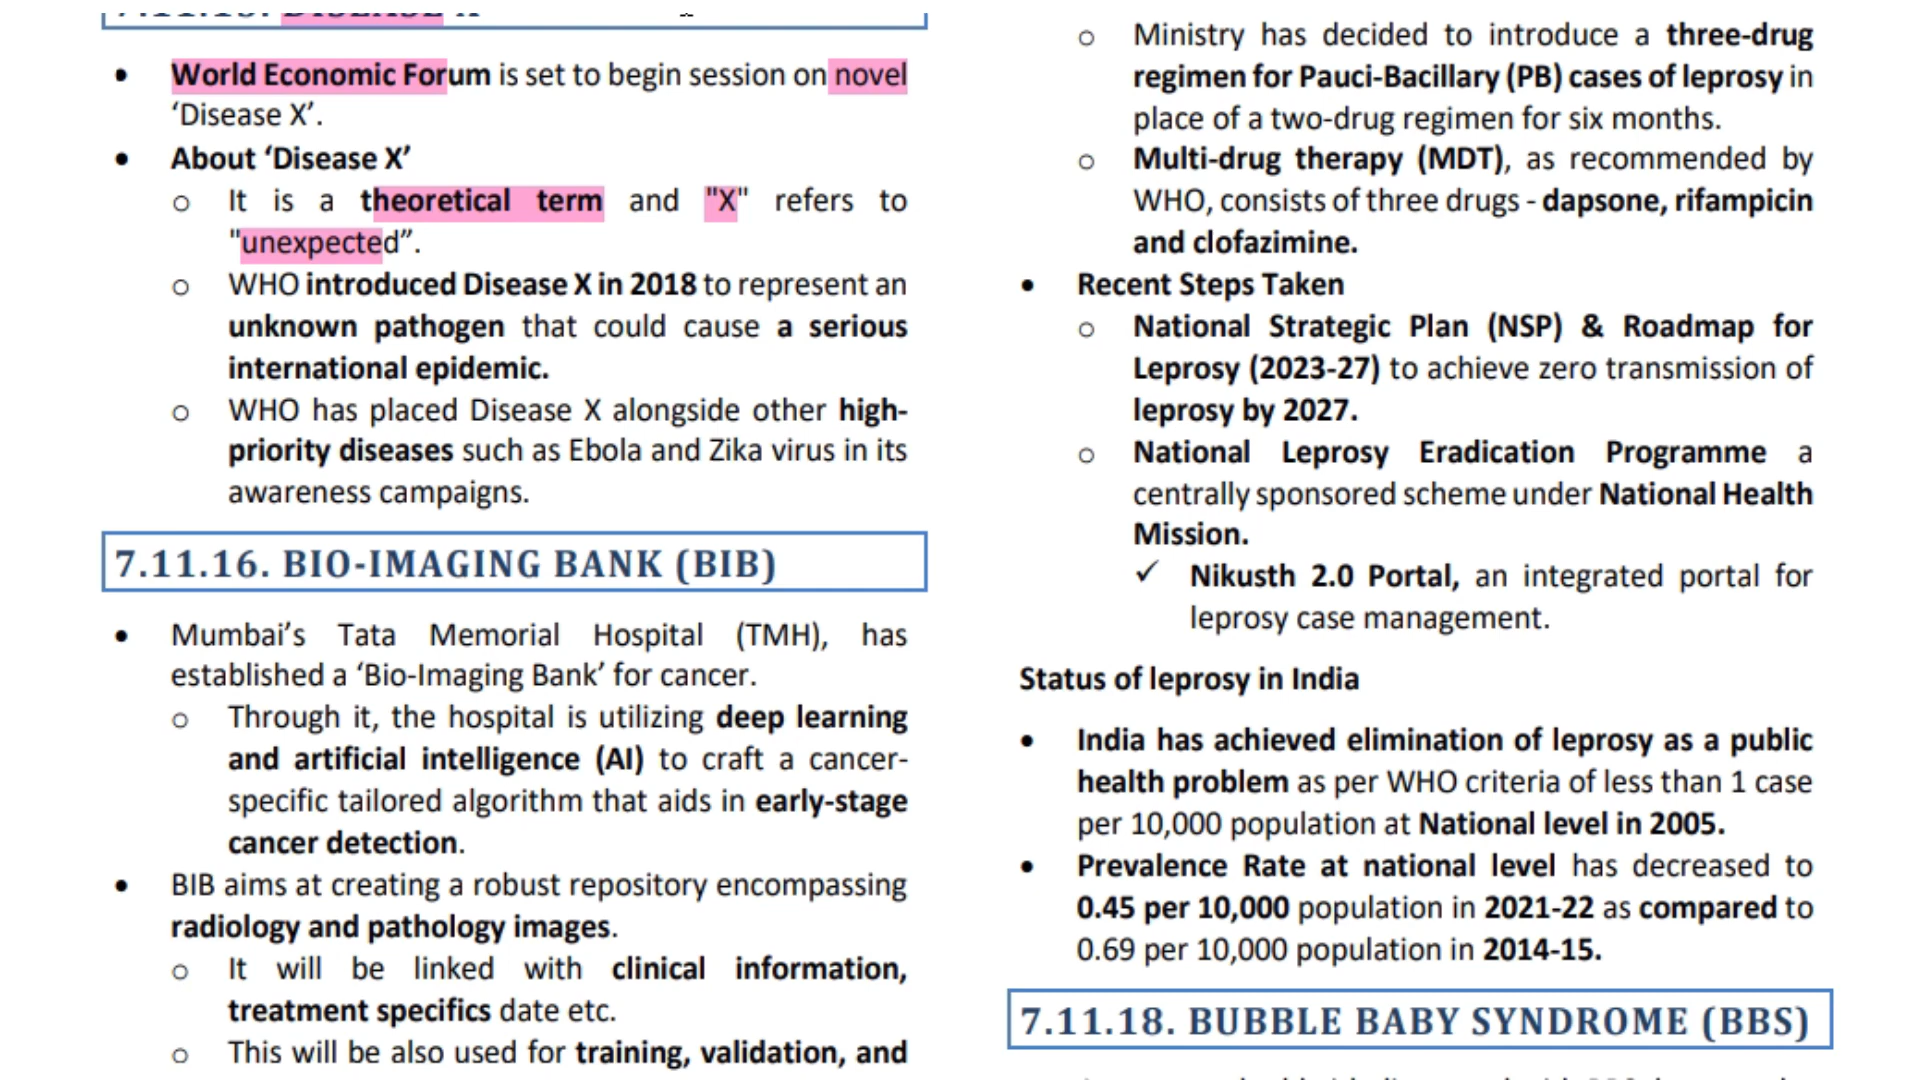 7.11.15. DISEASE X
• World Economic Forum is set to begin session on novel
‘Disease X’.
• About ‘Disease X’
o It is a theoretical term and "X" refers to
"unexpected”.
o WHO introduced Disease X in 2018 to represent an
unknown pathogen that could cause a serious
international epidemic.
o WHO has placed Disease X alongside other high-
priority diseases such as Ebola and Zika virus in its
awareness campaigns.
7.11.16. BIO-IMAGING BANK (BIB)
• Mumbai’s Tata Memorial Hospital (TMH), has
established a ‘Bio-Imaging Bank’ for cancer.
o Through it, the hospital is utilizing deep learning
and artificial intelligence (AI) to craft a cancer-
specific tailored algorithm that aids in early-stage
cancer detection.
• BIB aims at creating a robust repository encompassing
radiology and pathology images.
o It will be linked with clinical information,
treatment specifics date etc.
o This will be also used for training, validation, and
o Ministry has decided to introduce a three-drug
regimen for Pauci-Bacillary (PB) cases of leprosy in
place of a two-drug regimen for six months.
o Multi-drug therapy (MDT), as recommended by
WHO, consists of three drugs - dapsone, rifampicin
and clofazimine.
• Recent Steps Taken
o National Strategic Plan (NSP) & Roadmap for
Leprosy (2023-27) to achieve zero transmission of
leprosy by 2027.
o National Leprosy Eradication Programme a
centrally sponsored scheme under National Health
Mission.
✓ Nikusth 2.0 Portal, an integrated portal for
leprosy case management.
Status of leprosy in India
• India has achieved elimination of leprosy as a public
health problem as per WHO criteria of less than 1 case
per 10,000 population at National level in 2005.
• Prevalence Rate at national level has decreased to
0.45 per 10,000 population in 2021-22 as compared to
0.69 per 10,000 population in 2014-15.
7.11.18. BUBBLE BABY SYNDROME (BBS)